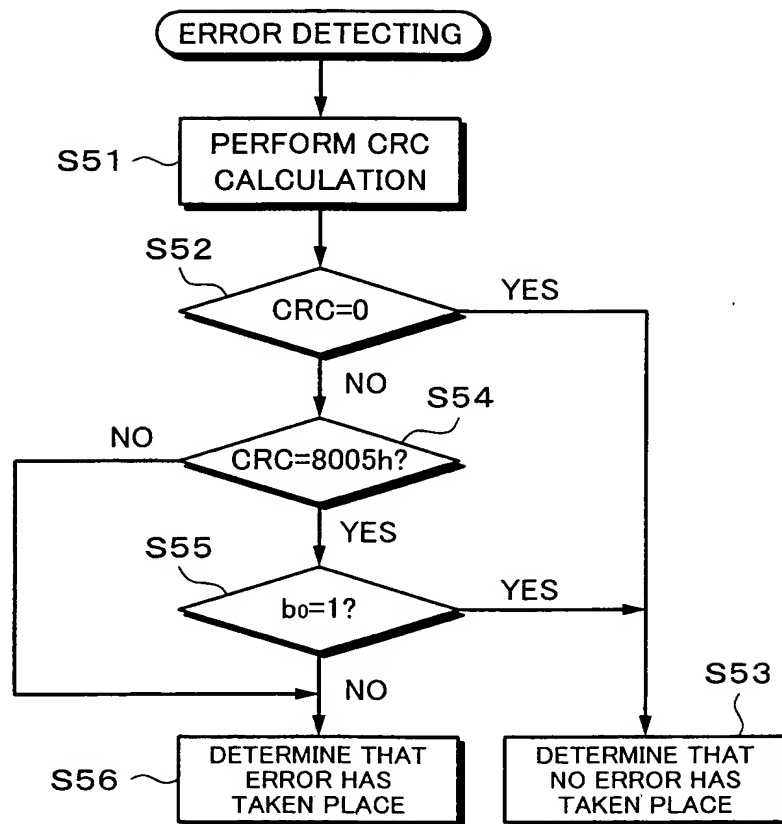 ERROR DETECTING
S51
PERFORM CRC
CALCULATION
S52
CRC=0
YES
NO
S54
NO
CRC=8005h?
YES
S55
b0=1?
YES
NO
S53
S56
DETERMINE THAT
ERROR HAS
TAKEN PLACE
DETERMINE THAT
NO ERROR HAS
TAKEN PLACE